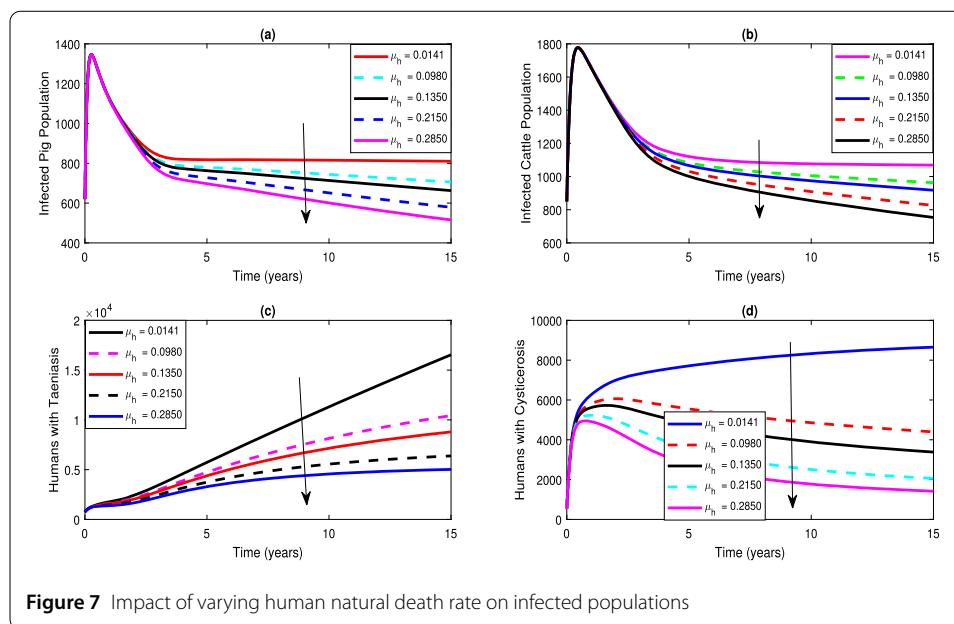 (a)
1400
1200
1000
800
600
400
Infected Pig Population
0 5 10 15
Time (years)
μh = 0.0141
μh = 0.0980
μh = 0.1350
μh = 0.2150
μh = 0.2850
(b)
1800
1600
1400
1200
1000
800
600
Infected Cattle Population
0 5 10 15
Time (years)
μh = 0.0141
μh = 0.0980
μh = 0.1350
μh = 0.2150
μh = 0.2850
(c)
×10⁴
2
1.5
1
0.5
0
Humans with Taeniasis
0 5 10 15
Time (years)
μh = 0.0141
μh = 0.0980
μh = 0.1350
μh = 0.2150
μh = 0.2850
(d)
10000
8000
6000
4000
2000
0
Humans with Cysticerosis
0 5 10 15
Time (years)
μh = 0.0141
μh = 0.0980
μh = 0.1350
μh = 0.2150
μh = 0.2850
Figure 7 Impact of varying human natural death rate on infected populations